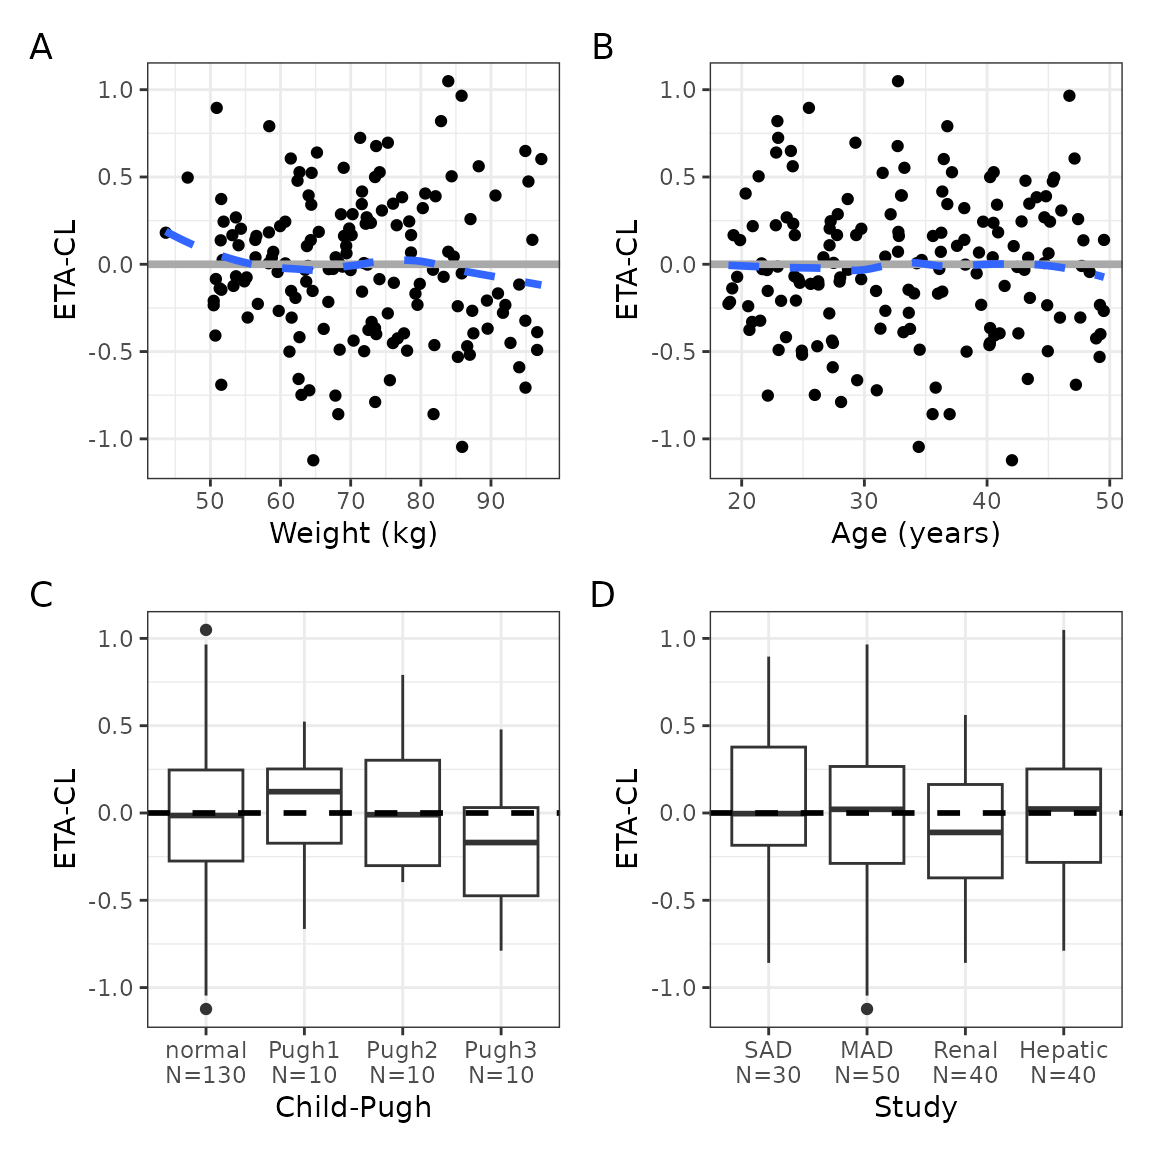 A
ETA-CL
1.0
0.5
0.0
-0.5
-1.0
50 60 70 80 90
Weight (kg)
B
ETA-CL
1.0
0.5
0.0
-0.5
-1.0
20 30 40 50
Age (years)
C
ETA-CL
1.0
0.5
0.0
-0.5
-1.0
normal Pugh1 Pugh2 Pugh3
N=130 N=10 N=10 N=10
Child-Pugh
D
ETA-CL
1.0
0.5
0.0
-0.5
-1.0
SAD MAD Renal Hepatic
N=30 N=50 N=40 N=40
Study